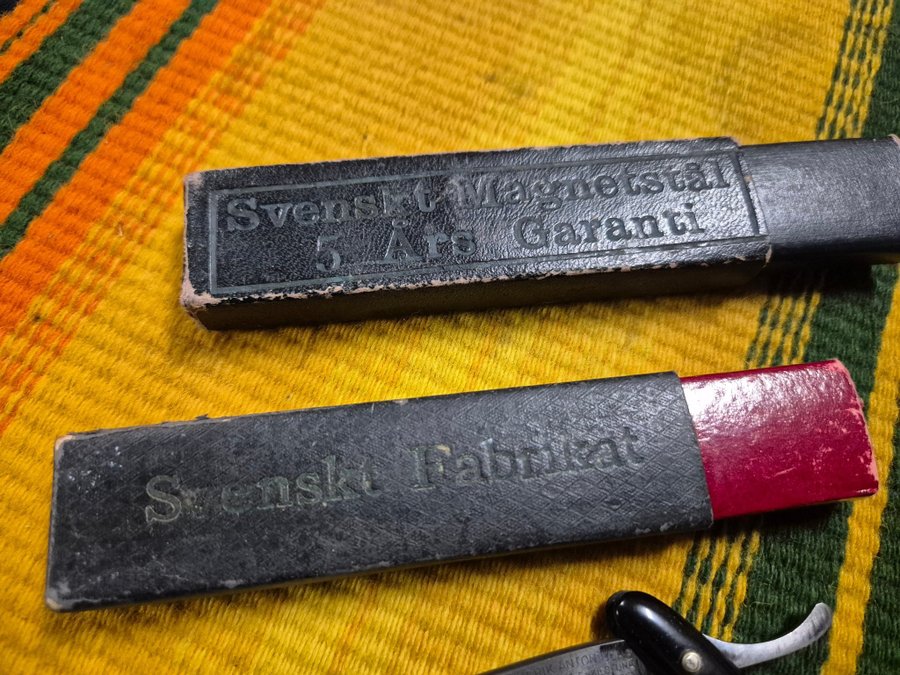 Svenskt Magnetstål
5 Års Garanti
Svenskt Fabrikat